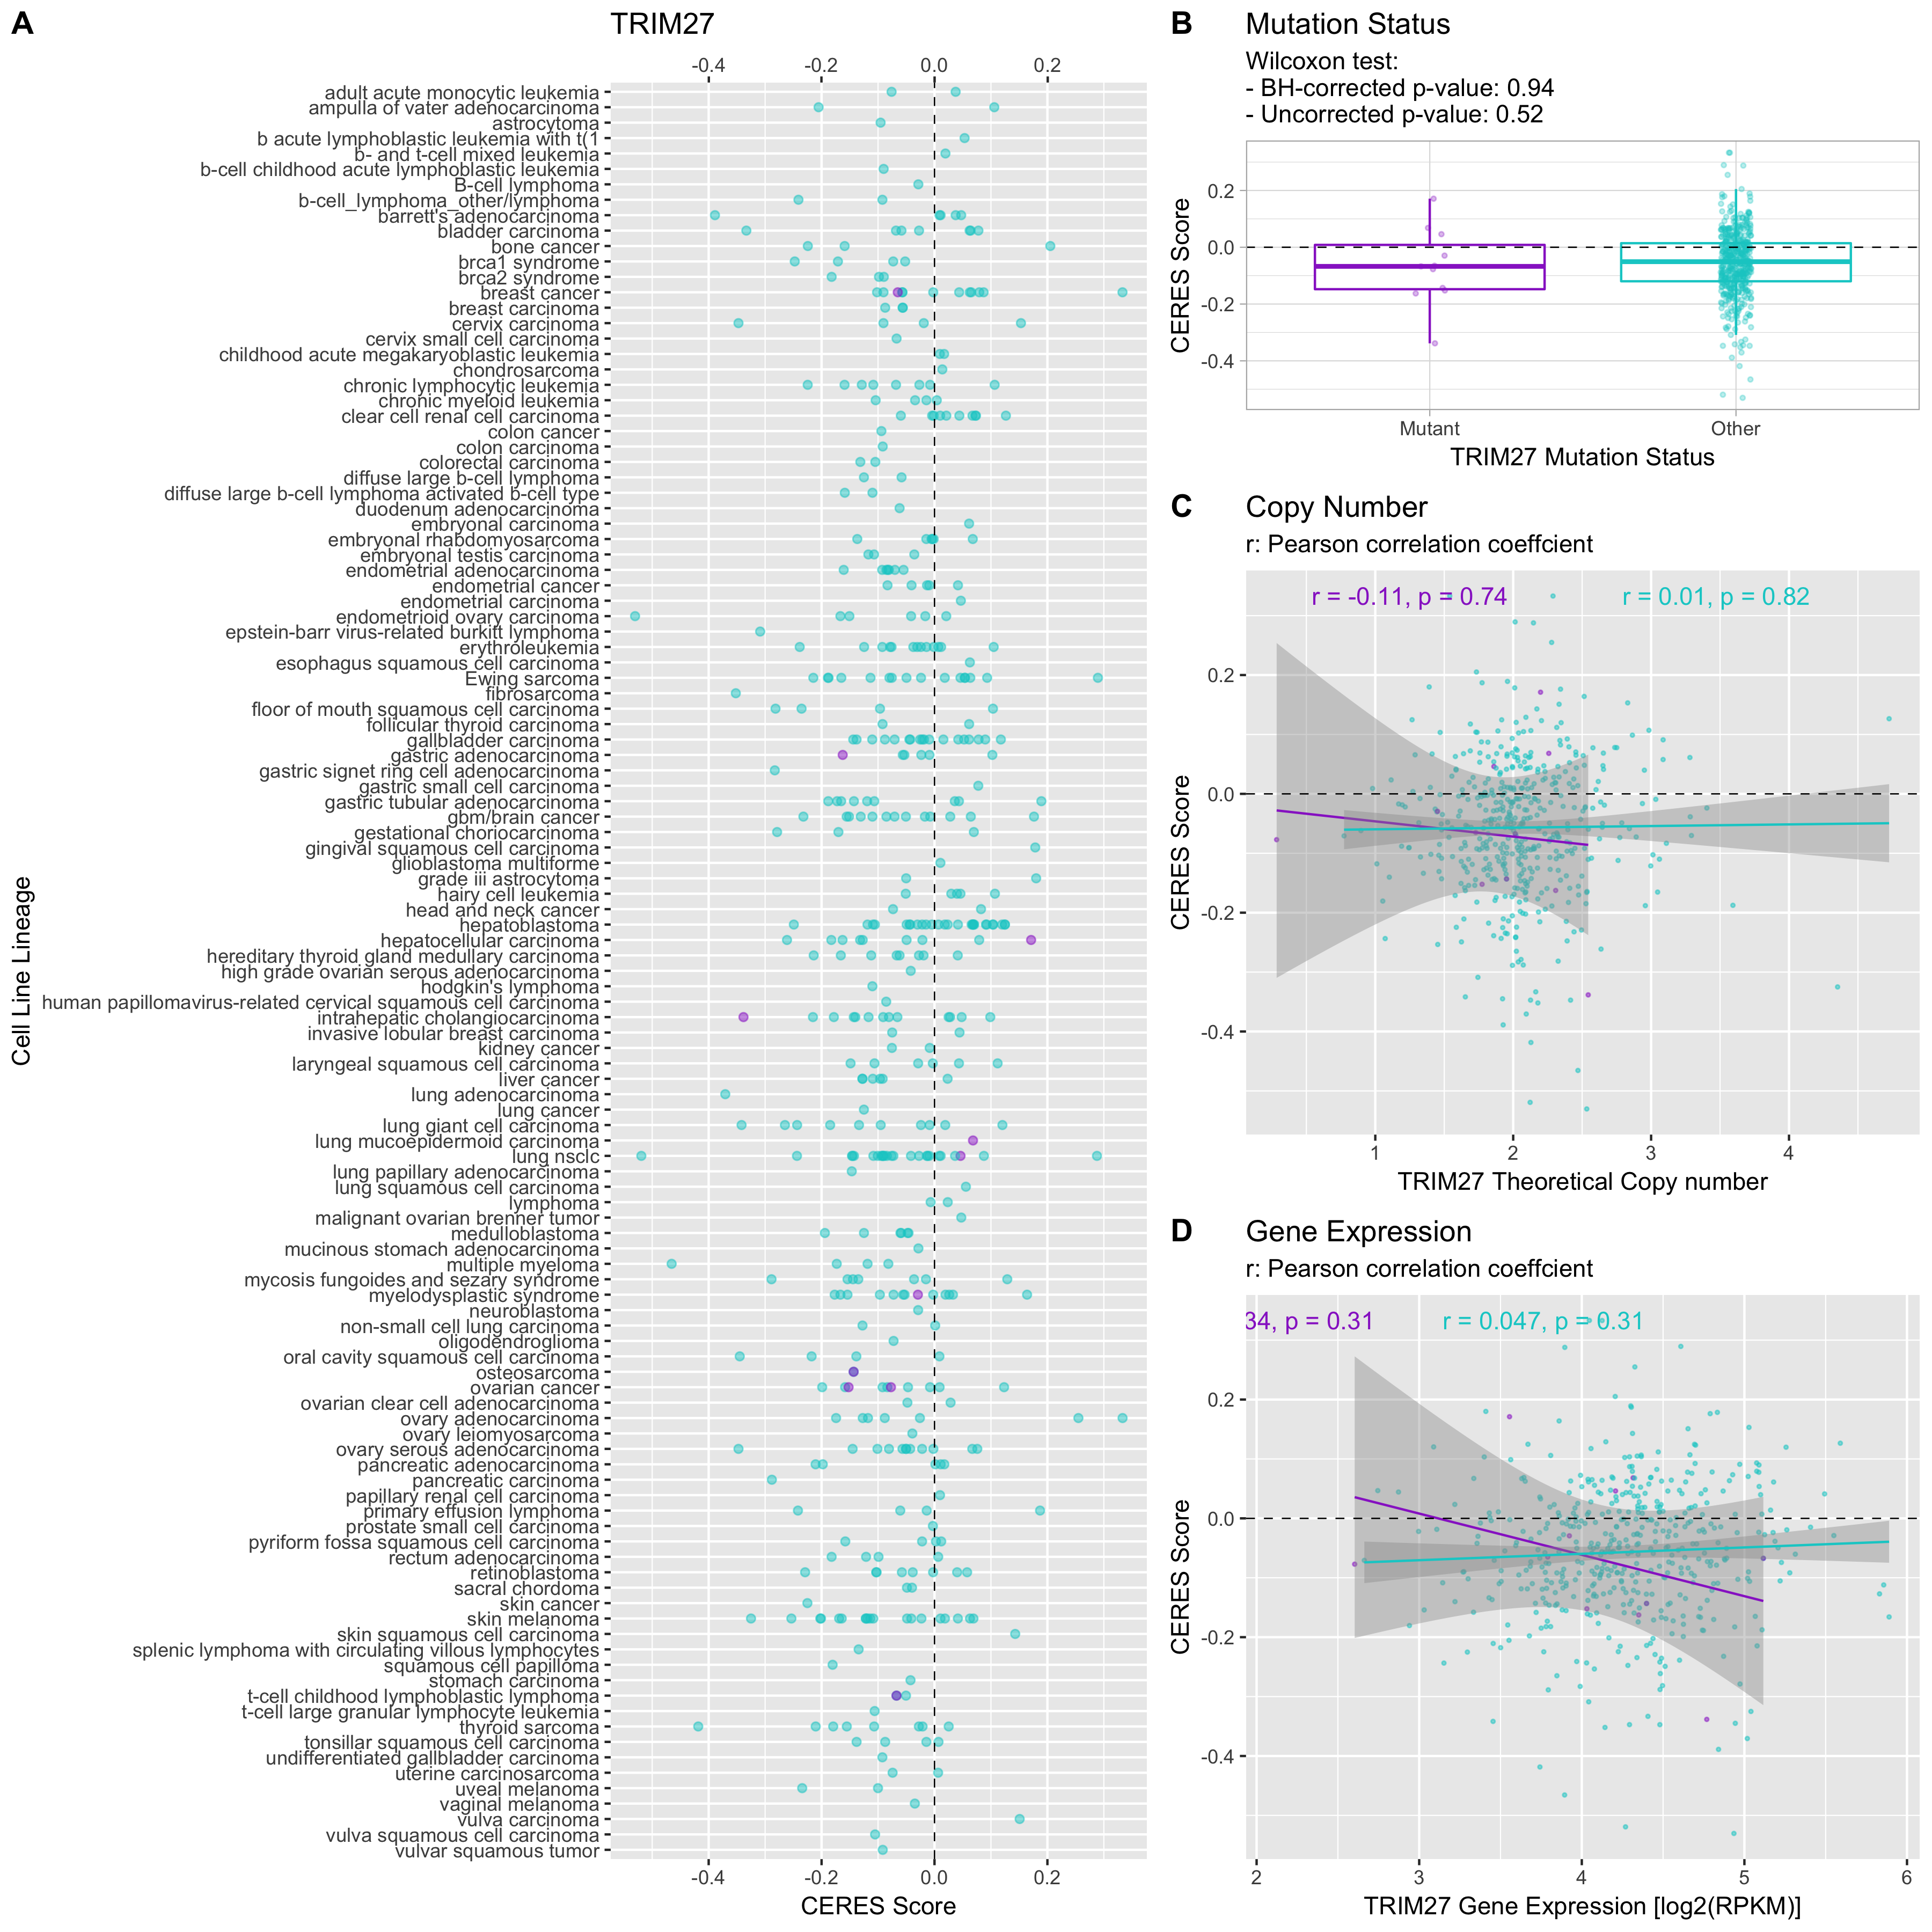 A
TRIM27
-0.4 -0.2 0.0 0.2
Cell Line Lineage
adult acute monocytic leukemia
ampulla of vater adenocarcinoma
astrocytoma
b acute lymphoblastic leukemia with t(1
b- and t-cell mixed leukemia
b-cell childhood acute lymphoblastic leukemia
B-cell lymphoma
b-cell_lymphoma_other/lymphoma
barrett's adenocarcinoma
bladder carcinoma
bone cancer
brca1 syndrome
brca2 syndrome
breast cancer
breast carcinoma
cervix carcinoma
cervix small cell carcinoma
childhood acute megakaryoblastic leukemia
chondrosarcoma
chronic lymphocytic leukemia
chronic myeloid leukemia
clear cell renal cell carcinoma
colon cancer
colon carcinoma
colorectal carcinoma
diffuse large b-cell lymphoma
diffuse large b-cell lymphoma activated b-cell type
duodenum adenocarcinoma
embryonal carcinoma
embryonal rhabdomyosarcoma
embryonal testis carcinoma
endometrial adenocarcinoma
endometrial cancer
endometrial carcinoma
endometrioid ovary carcinoma
epstein-barr virus-related burkitt lymphoma
erythroleukemia
esophagus squamous cell carcinoma
Ewing sarcoma
fibrosarcoma
floor of mouth squamous cell carcinoma
follicular thyroid carcinoma
gallbladder carcinoma
gastric adenocarcinoma
gastric signet ring cell adenocarcinoma
gastric small cell carcinoma
gastric tubular adenocarcinoma
gbm/brain cancer
gestational choriocarcinoma
gingival squamous cell carcinoma
glioblastoma multiforme
grade iii astrocytoma
hairy cell leukemia
head and neck cancer
hepatoblastoma
hepatocellular carcinoma
hereditary thyroid gland medullary carcinoma
high grade ovarian serous adenocarcinoma
hodgkin's lymphoma
human papillomavirus-related cervical squamous cell carcinoma
intrahepatic cholangiocarcinoma
invasive lobular breast carcinoma
kidney cancer
laryngeal squamous cell carcinoma
liver cancer
lung adenocarcinoma
lung cancer
lung giant cell carcinoma
lung mucoepidermoid carcinoma
lung nsclc
lung papillary adenocarcinoma
lung squamous cell carcinoma
lymphoma
malignant ovarian brenner tumor
medulloblastoma
mucinous stomach adenocarcinoma
multiple myeloma
mycosis fungoides and sezary syndrome
myelodysplastic syndrome
neuroblastoma
non-small cell lung carcinoma
oligodendroglioma
oral cavity squamous cell carcinoma
osteosarcoma
ovarian cancer
ovarian clear cell adenocarcinoma
ovary adenocarcinoma
ovary leiomyosarcoma
ovary serous adenocarcinoma
pancreatic adenocarcinoma
pancreatic carcinoma
papillary renal cell carcinoma
primary effusion lymphoma
prostate small cell carcinoma
pyriform fossa squamous cell carcinoma
rectum adenocarcinoma
retinoblastoma
sacral chordoma
skin cancer
skin melanoma
skin squamous cell carcinoma
splenic lymphoma with circulating villous lymphocytes
squamous cell papilloma
stomach carcinoma
t-cell childhood lymphoblastic lymphoma
t-cell large granular lymphocyte leukemia
thyroid sarcoma
tonsillar squamous cell carcinoma
undifferentiated gallbladder carcinoma
uterine carcinosarcoma
uveal melanoma
vaginal melanoma
vulva carcinoma
vulva squamous cell carcinoma
vulvar squamous tumor
-0.4 -0.2 0.0 0.2
CERES Score
B
Mutation Status
Wilcoxon test:
- BH-corrected p-value: 0.94
- Uncorrected p-value: 0.52
CERES Score
0.2
0.0
-0.2
-0.4
Mutant Other
TRIM27 Mutation Status
C
Copy Number
r: Pearson correlation coeffcient
r = -0.11, p = 0.74 r = 0.01, p = 0.82
CERES Score
0.2
0.0
-0.2
-0.4
1 2 3 4
TRIM27 Theoretical Copy number
D
Gene Expression
r: Pearson correlation coeffcient
34, p = 0.31 r = 0.047, p = 0.31
CERES Score
0.2
0.0
-0.2
-0.4
2 3 4 5 6
TRIM27 Gene Expression [log2(RPKM)]